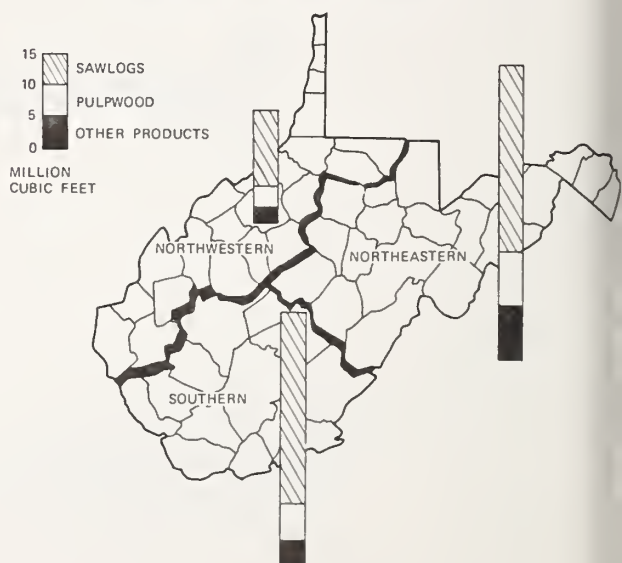 15
10
5
0
SAWLOGS
PULPWOOD
OTHER PRODUCTS
MILLION
CUBIC FEET
NORTHWESTERN
NORTHEASTERN
SOUTHERN